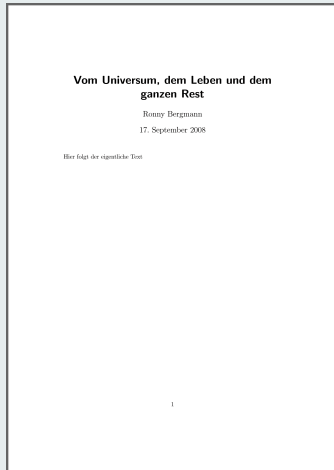 Vom Universum, dem Leben und dem
ganzen Rest
Ronny Bergmann
17. September 2008
Hier folgt der eigentliche Text
1